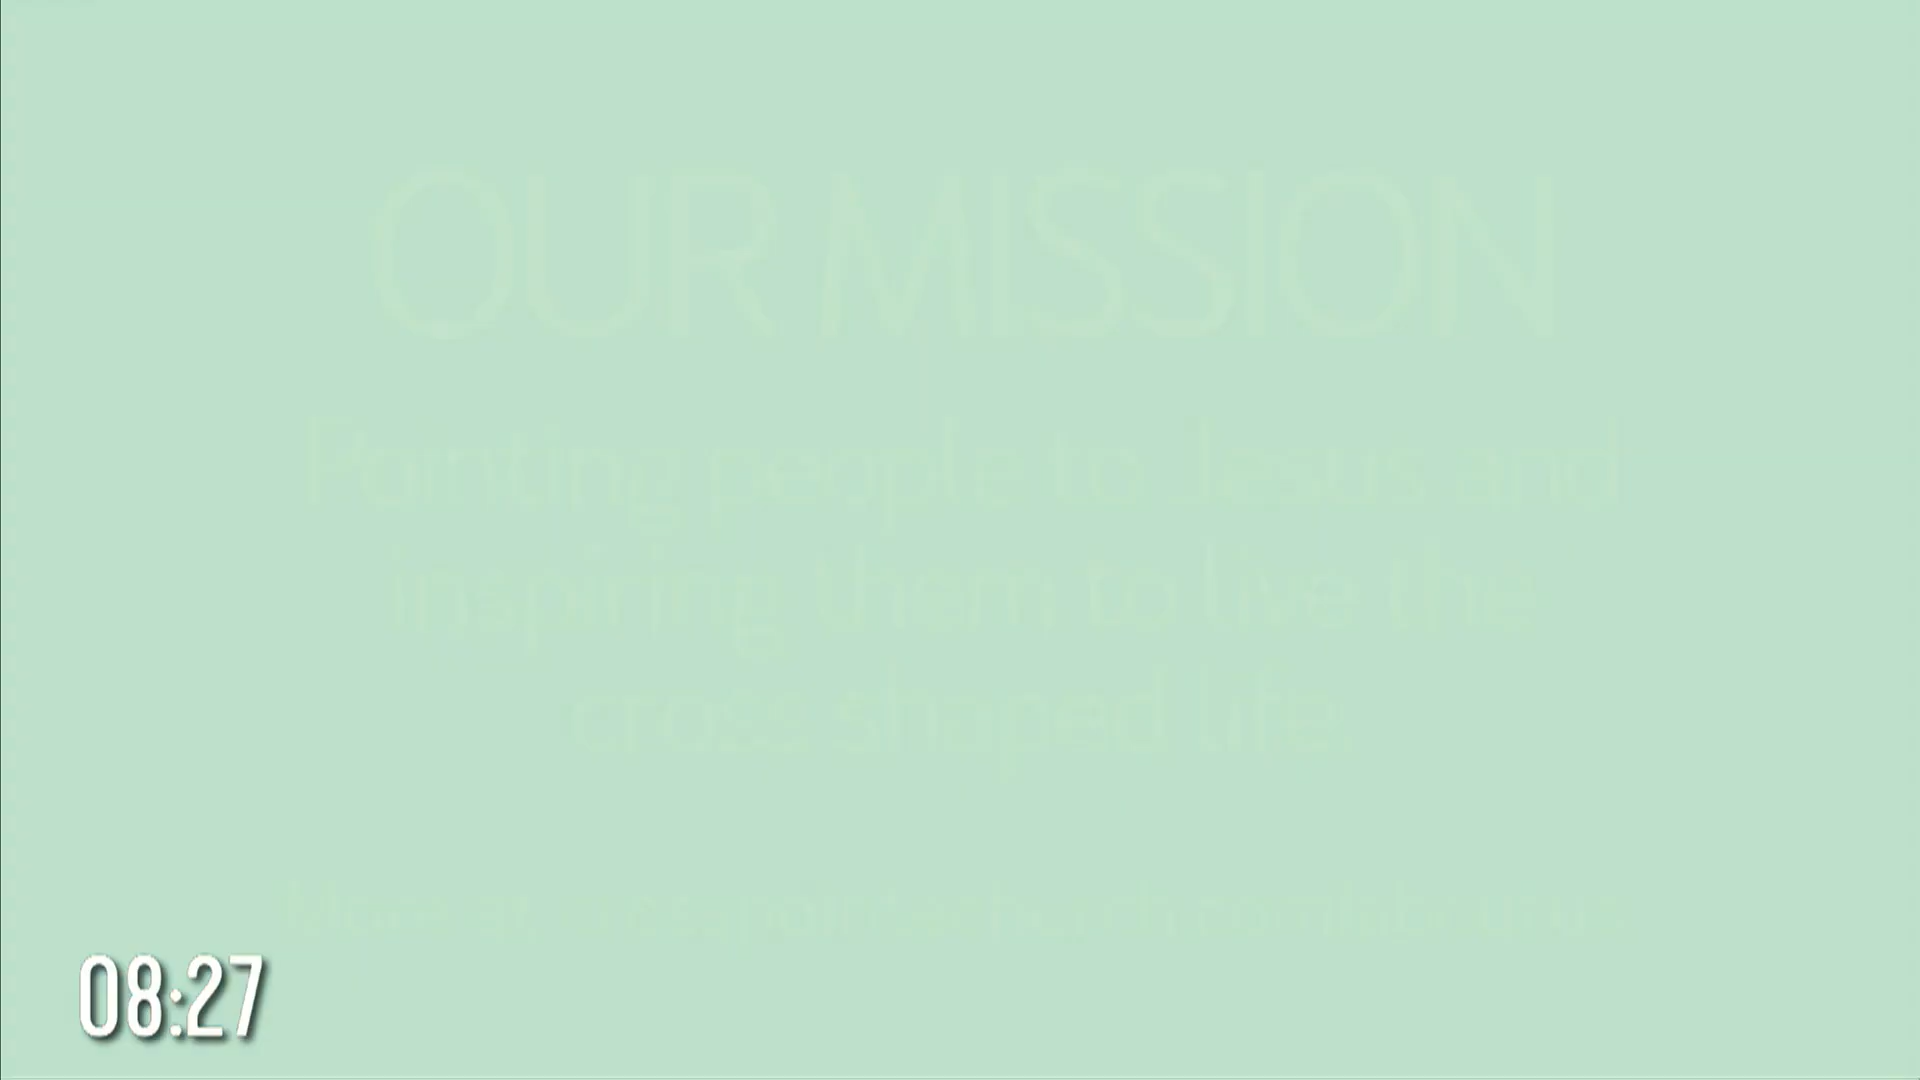 OUR MISSION
Pointing people to Jesus and
inspiring them to live the
cross shaped life.
08:27